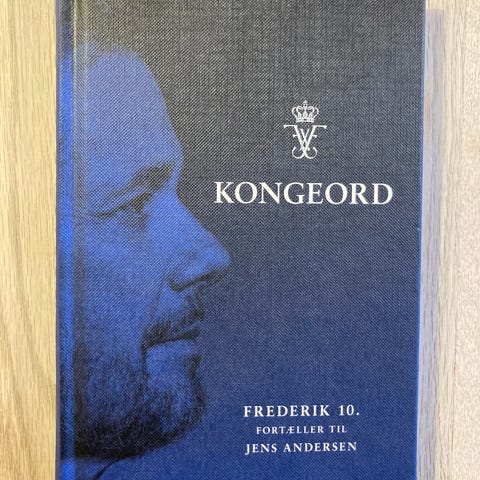 KONGEORD
FREDERIK 10.
FORTÆLLER TIL
JENS ANDERSEN